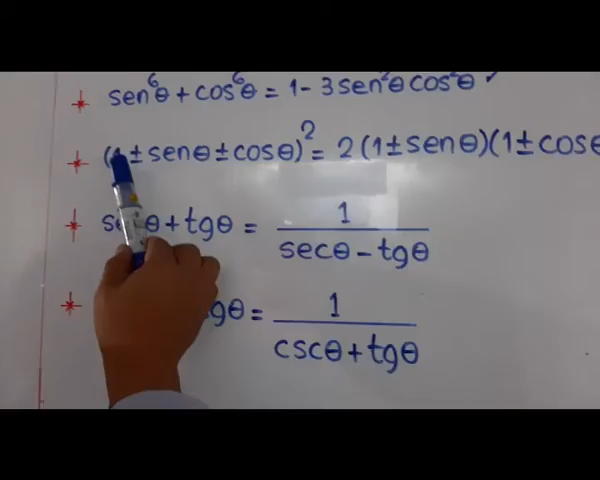 sen⁶θ + cos⁶θ = 1 - 3sen²θ cos²θ ✓
(1 ± senθ ± cosθ)² = 2(1 ± senθ)(1 ± cosθ
θ + tgθ = 1 / secθ - tgθ
gθ = 1 / cscθ + tgθ